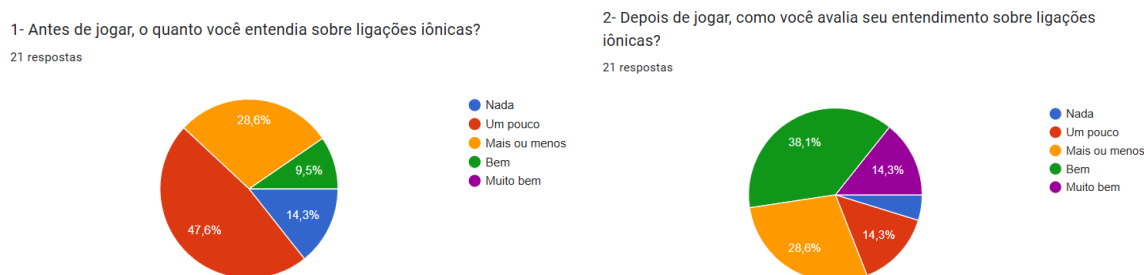 1- Antes de jogar, o quanto você entendia sobre ligações iônicas?
21 respostas
28,6%
9,5%
14,3%
47,6%
Nada
Um pouco
Mais ou menos
Bem
Muito bem
2- Depois de jogar, como você avalia seu entendimento sobre ligações
iônicas?
21 respostas
38,1%
14,3%
14,3%
28,6%
Nada
Um pouco
Mais ou menos
Bem
Muito bem